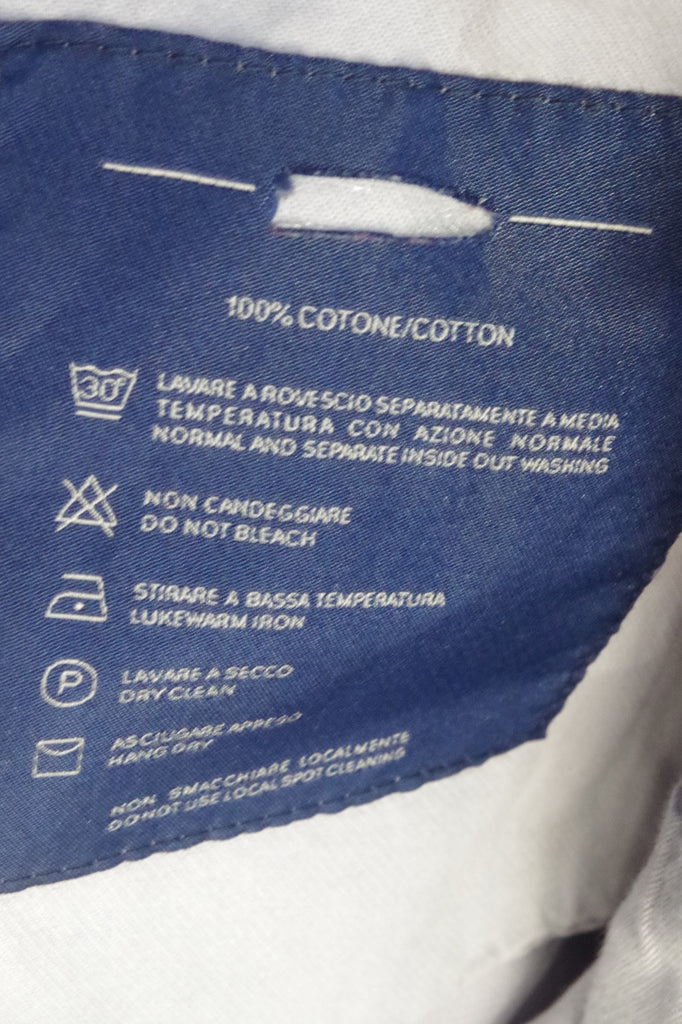 100% COTONE/COTTON
30° LAVARE A ROVESCIO SEPARATAMENTE A MEDIA
TEMPERATURA CON AZIONE NORMALE
NORMAL AND SEPARATE INSIDE OUT WASHING
NON CANDEGGIARE
DO NOT BLEACH
STIRARE A BASSA TEMPERATURA
LUKEWARM IRON
P LAVARE A SECCO
DRY CLEAN
ASCIUGARE APPESO
HANG DRY
NON SMACCHIARE LOCALMENTE
DO NOT USE LOCAL SPOT CLEANING